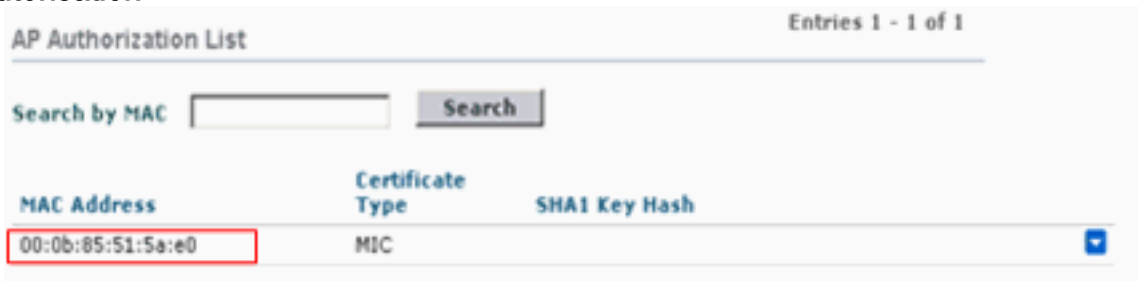 AP Authorization List
Entries 1 - 1 of 1
Search by MAC
Search
MAC Address
Certificate Type
SHA1 Key Hash
00:0b:85:51:5a:e0
MIC